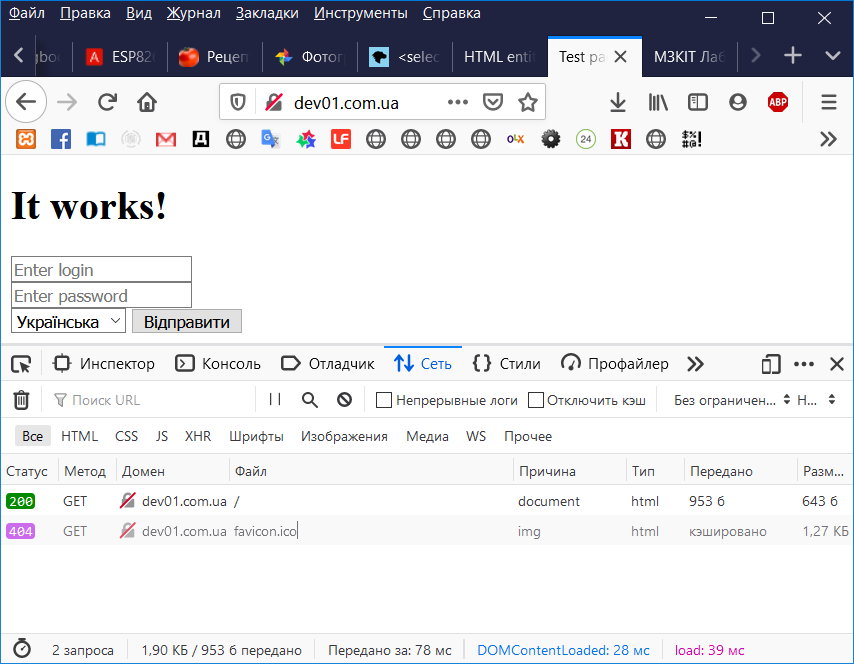 Файл Правка Вид Журнал Закладки Инструменты Справка
ESP82 Рецеп Фотог <selec HTML enti Test pa МЗКІТ Лаб
dev01.com.ua ABP
Д LF OLX 24 K $%! #@!
It works!
Enter login
Enter password
Українська Відправити
Инспектор Консоль Отладчик Сеть Стили Профайлер
Поиск URL Непрерывные логи Отключить кэш Без ограничен... Н...
Все HTML CSS JS XHR Шрифты Изображения Медиа WS Прочее
Статус Метод Домен Файл Причина Тип Передано Разм...
200 GET dev01.com.ua / document html 953 б 643 б
404 GET dev01.com.ua favicon.ico img html кэшировано 1,27 КБ
2 запроса 1,90 КБ / 953 б передано Передано за: 78 мс DOMContentLoaded: 28 мс load: 39 мс